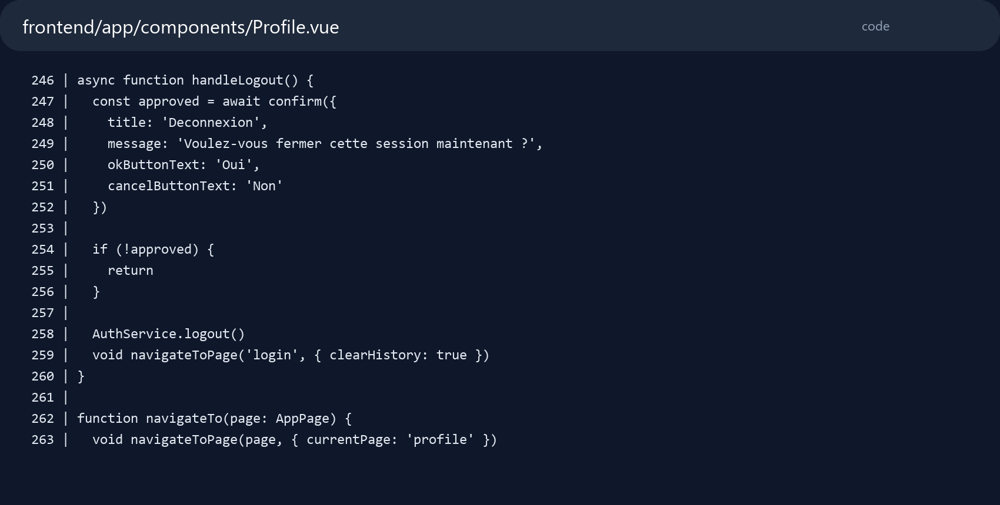 frontend/app/components/Profile.vue
code
246 | async function handleLogout() {
247 |   const approved = await confirm({
248 |     title: 'Deconnexion',
249 |     message: 'Voulez-vous fermer cette session maintenant ?',
250 |     okButtonText: 'Oui',
251 |     cancelButtonText: 'Non'
252 |   })
253 |
254 |   if (!approved) {
255 |     return
256 |   }
257 |
258 |   AuthService.logout()
259 |   void navigateToPage('login', { clearHistory: true })
260 | }
261 |
262 | function navigateTo(page: AppPage) {
263 |   void navigateToPage(page, { currentPage: 'profile' })